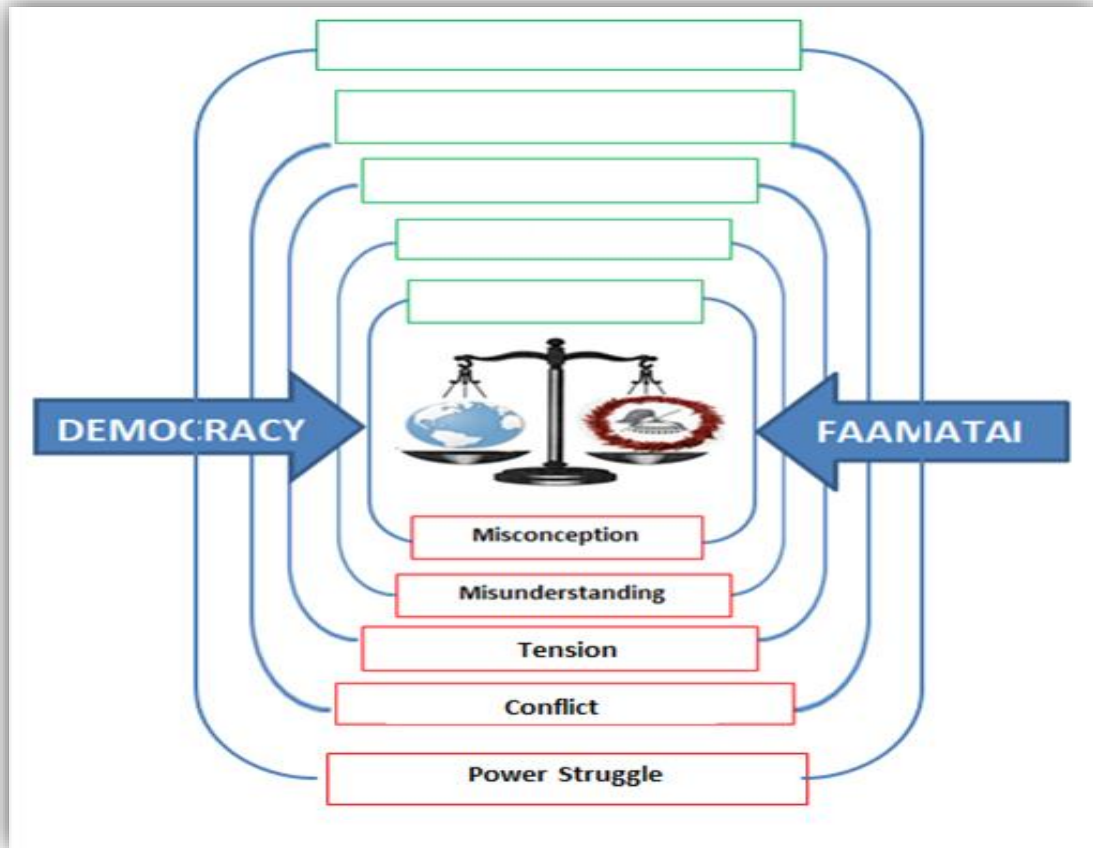 DEMOCRACY
FAAMATAI
Misconception
Misunderstanding
Tension
Conflict
Power Struggle